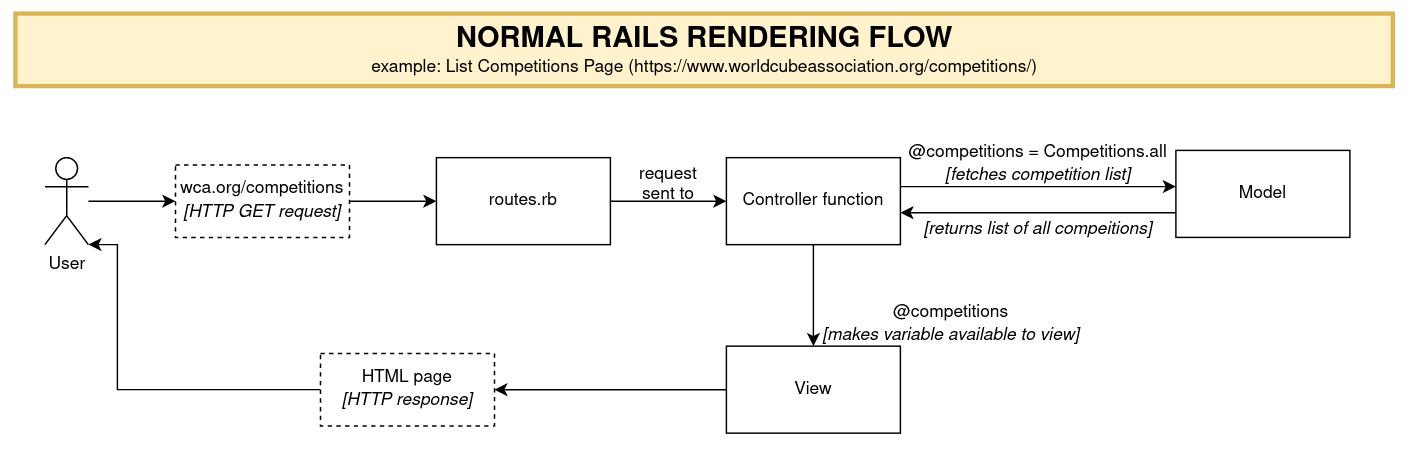 NORMAL RAILS RENDERING FLOW
example: List Competitions Page (https://www.worldcubeassociation.org/competitions/)
User
wca.org/competitions
[HTTP GET request]
routes.rb
request
sent to
Controller function
@competitions = Competitions.all
[fetches competition list]
[returns list of all compeitions]
Model
@competitions
[makes variable available to view]
View
HTML page
[HTTP response]